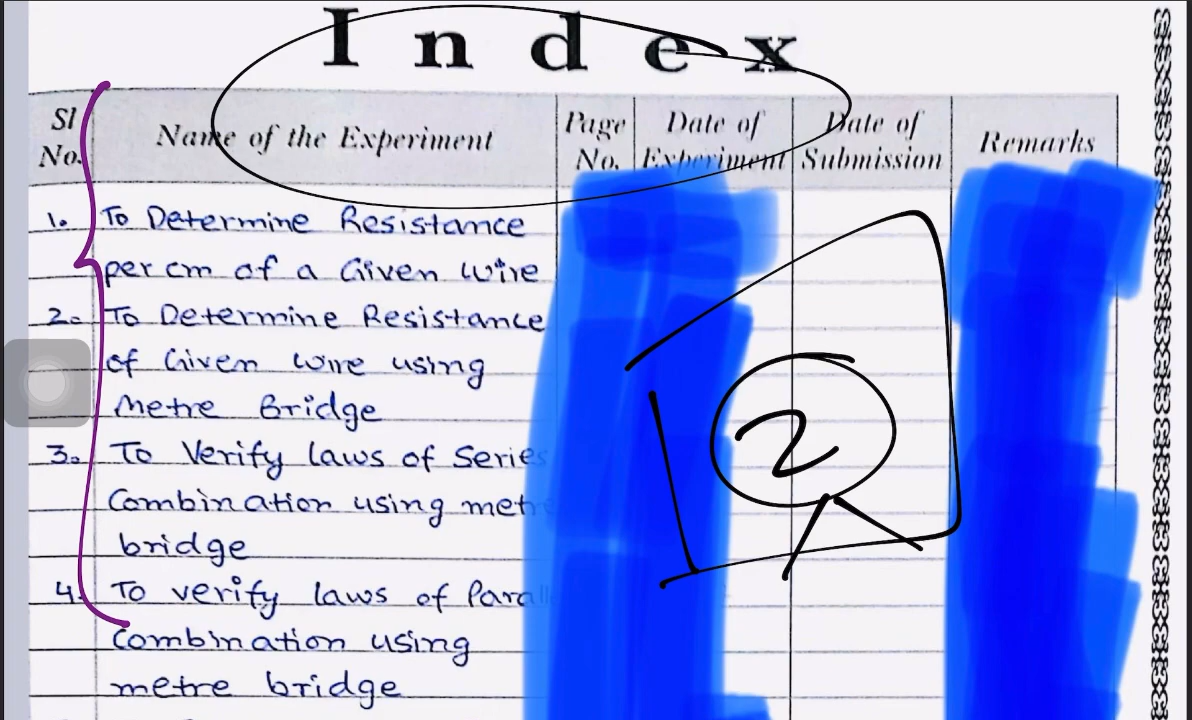 Index
Sl No. Name of the Experiment Page No. Date of Experiment Date of Submission Remarks
1. To Determine Resistance
per cm of a Given wire
2. To Determine Resistance
of Given wire using
Metre Bridge
3. To Verify laws of Series
Combination using metre
bridge
4. To verify laws of Parall
Combination using
metre bridge
2